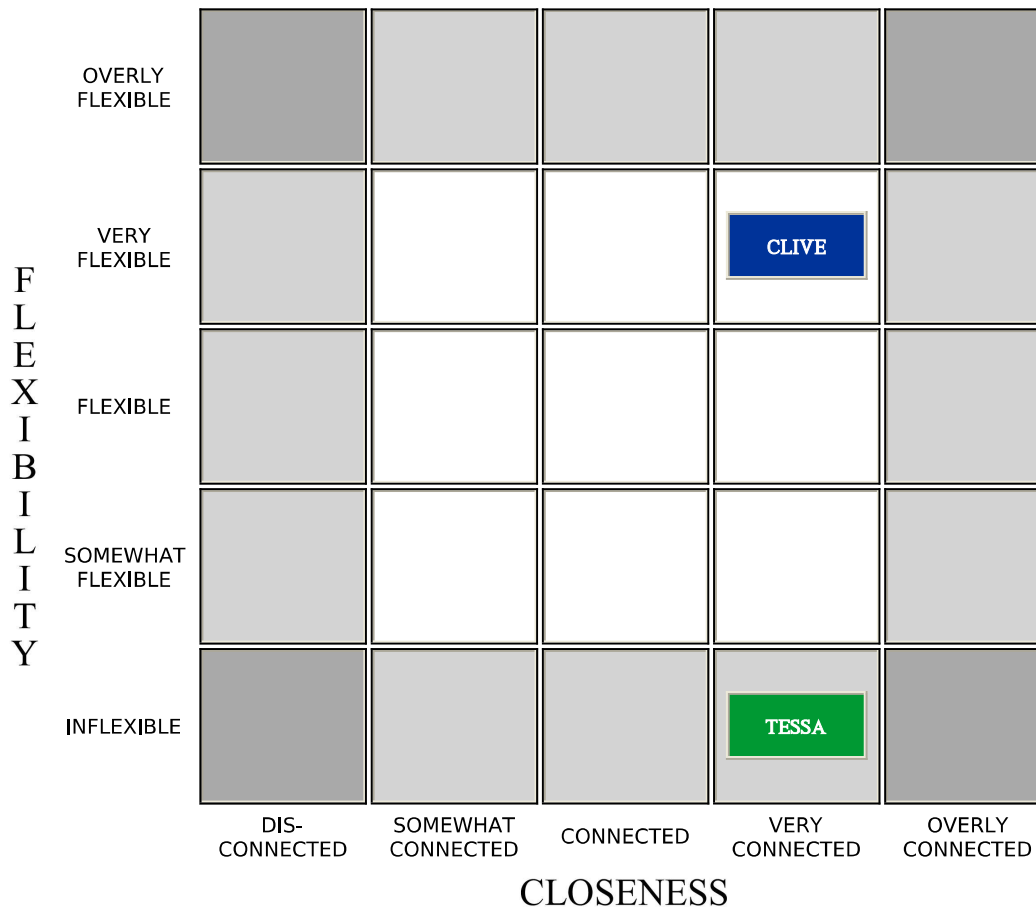 OVERLY
FLEXIBLE
VERY
FLEXIBLE
CLIVE
FLEXIBILITY
FLEXIBLE
SOMEWHAT
FLEXIBLE
INFLEXIBLE
TESSA
DIS-
CONNECTED
SOMEWHAT
CONNECTED
CONNECTED
VERY
CONNECTED
OVERLY
CONNECTED
CLOSENESS